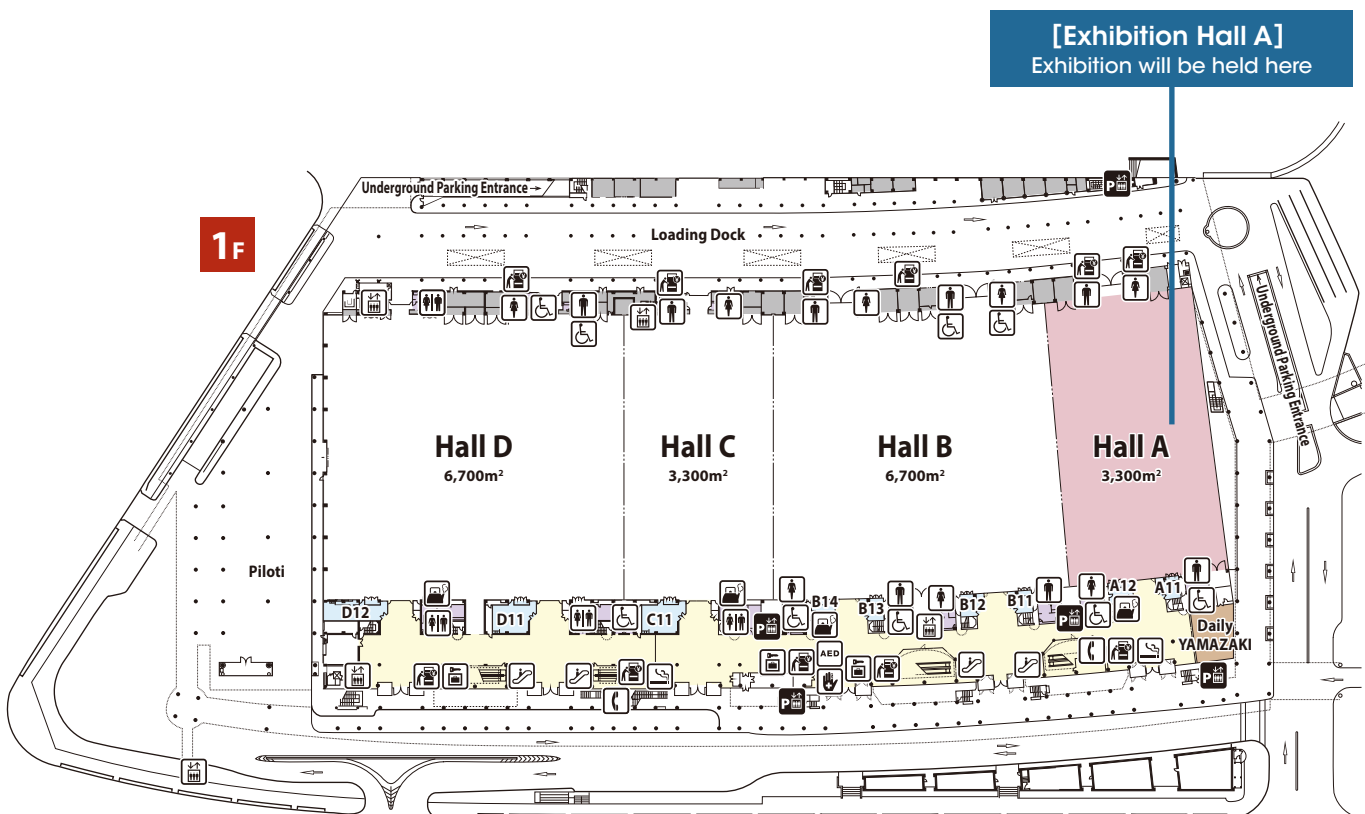 [Exhibition Hall A]
Exhibition will be held here
1F
Underground Parking Entrance→
P
Loading Dock
←Underground Parking Entrance
Hall D
6,700m²
Hall C
3,300m²
Hall B
6,700m²
Hall A
3,300m²
Piloti
D12
D11
C11
B14
B13
B12
B11
A12
A11
P
P
AED
Daily
YAMAZAKI
P
P